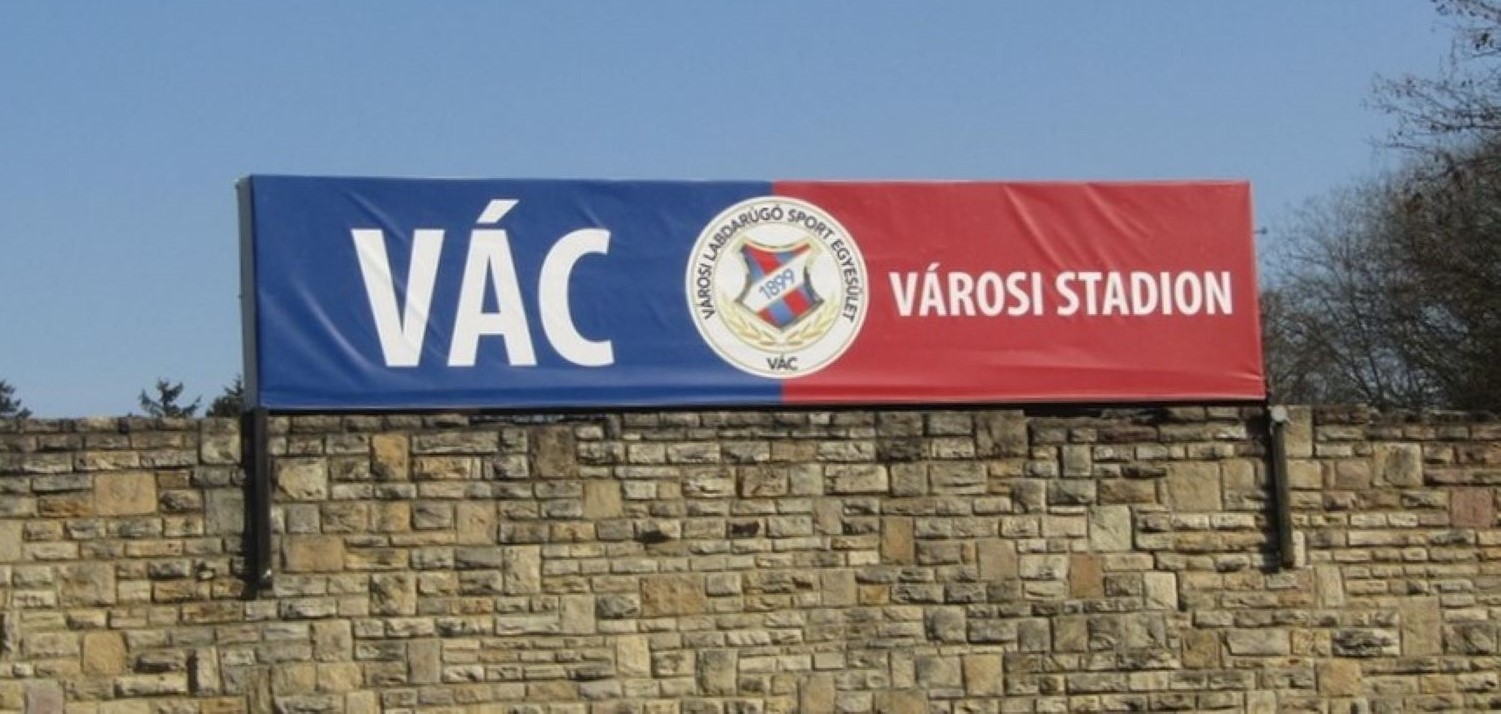 VÁC
VÁROSI LABDARÚGÓ SPORT EGYESÜLET
1899
VÁC
VÁROSI STADION